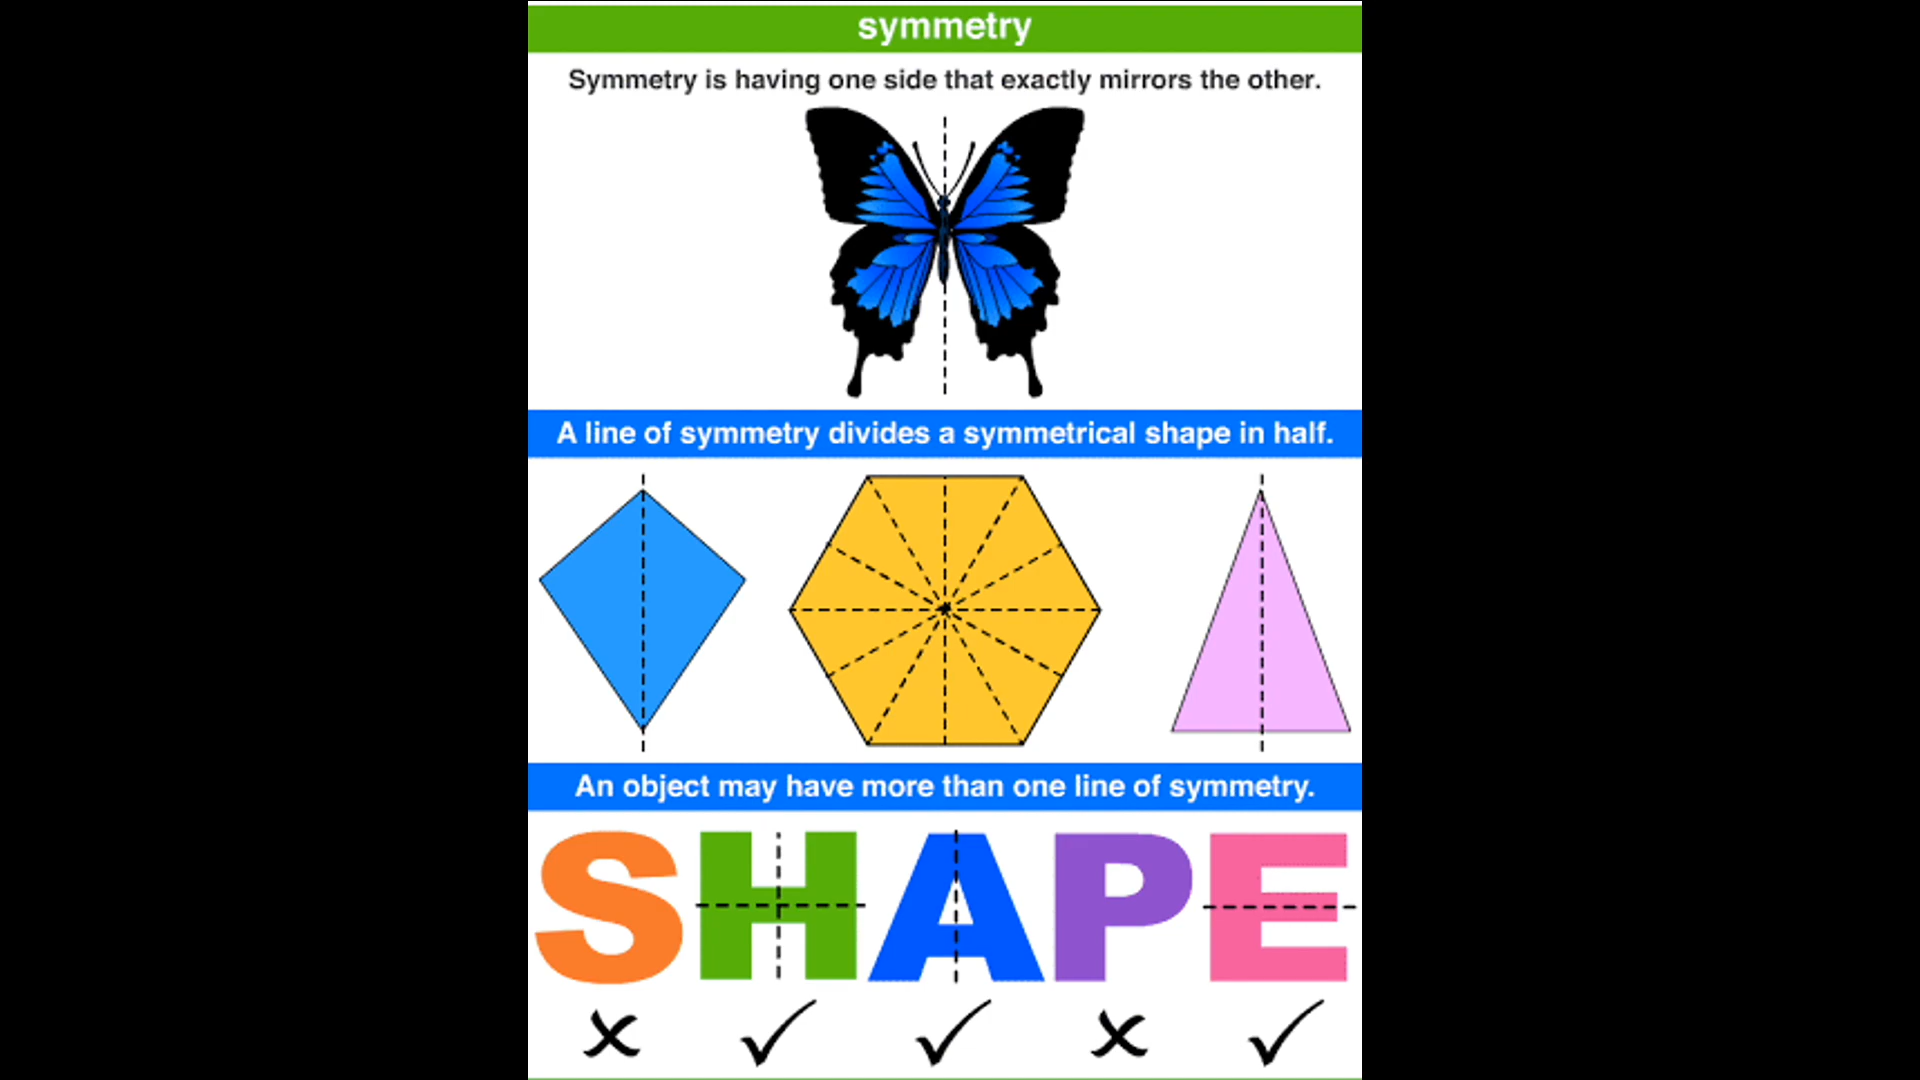 symmetry
Symmetry is having one side that exactly mirrors the other.
A line of symmetry divides a symmetrical shape in half.
An object may have more than one line of symmetry.
SHAPE